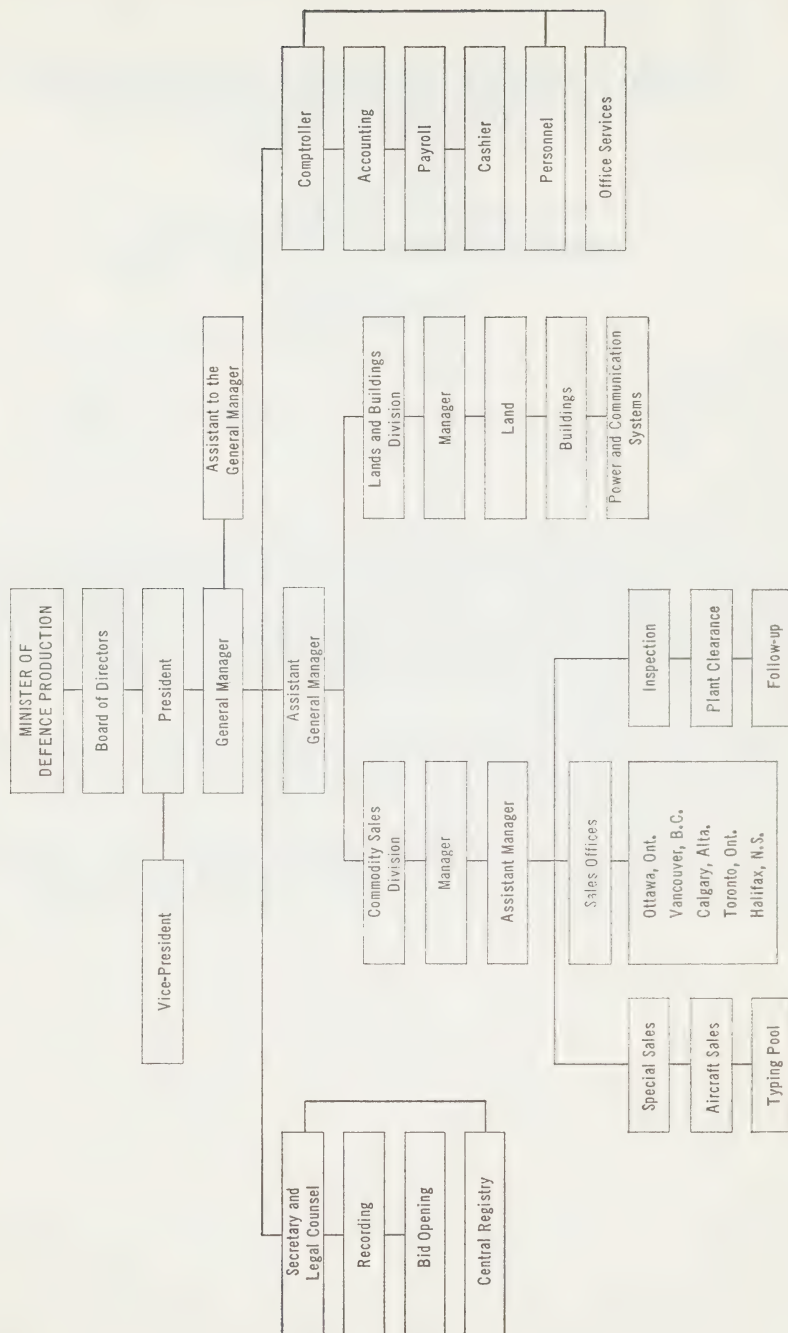 MINISTER OF
DEFENCE PRODUCTION
Board of Directors
Vice-President
President
General Manager
Assistant to the
General Manager
Assistant
General Manager
Secretary and
Legal Counsel
Recording
Bid Opening
Central Registry
Commodity Sales
Division
Manager
Assistant Manager
Special Sales
Aircraft Sales
Typing Pool
Sales Offices
Ottawa, Ont.
Vancouver, B.C.
Calgary, Alta.
Toronto, Ont.
Halifax, N.S.
Inspection
Plant Clearance
Follow-up
Lands and Buildings
Division
Manager
Land
Buildings
Power and Communication
Systems
Comptroller
Accounting
Payroll
Cashier
Personnel
Office Services